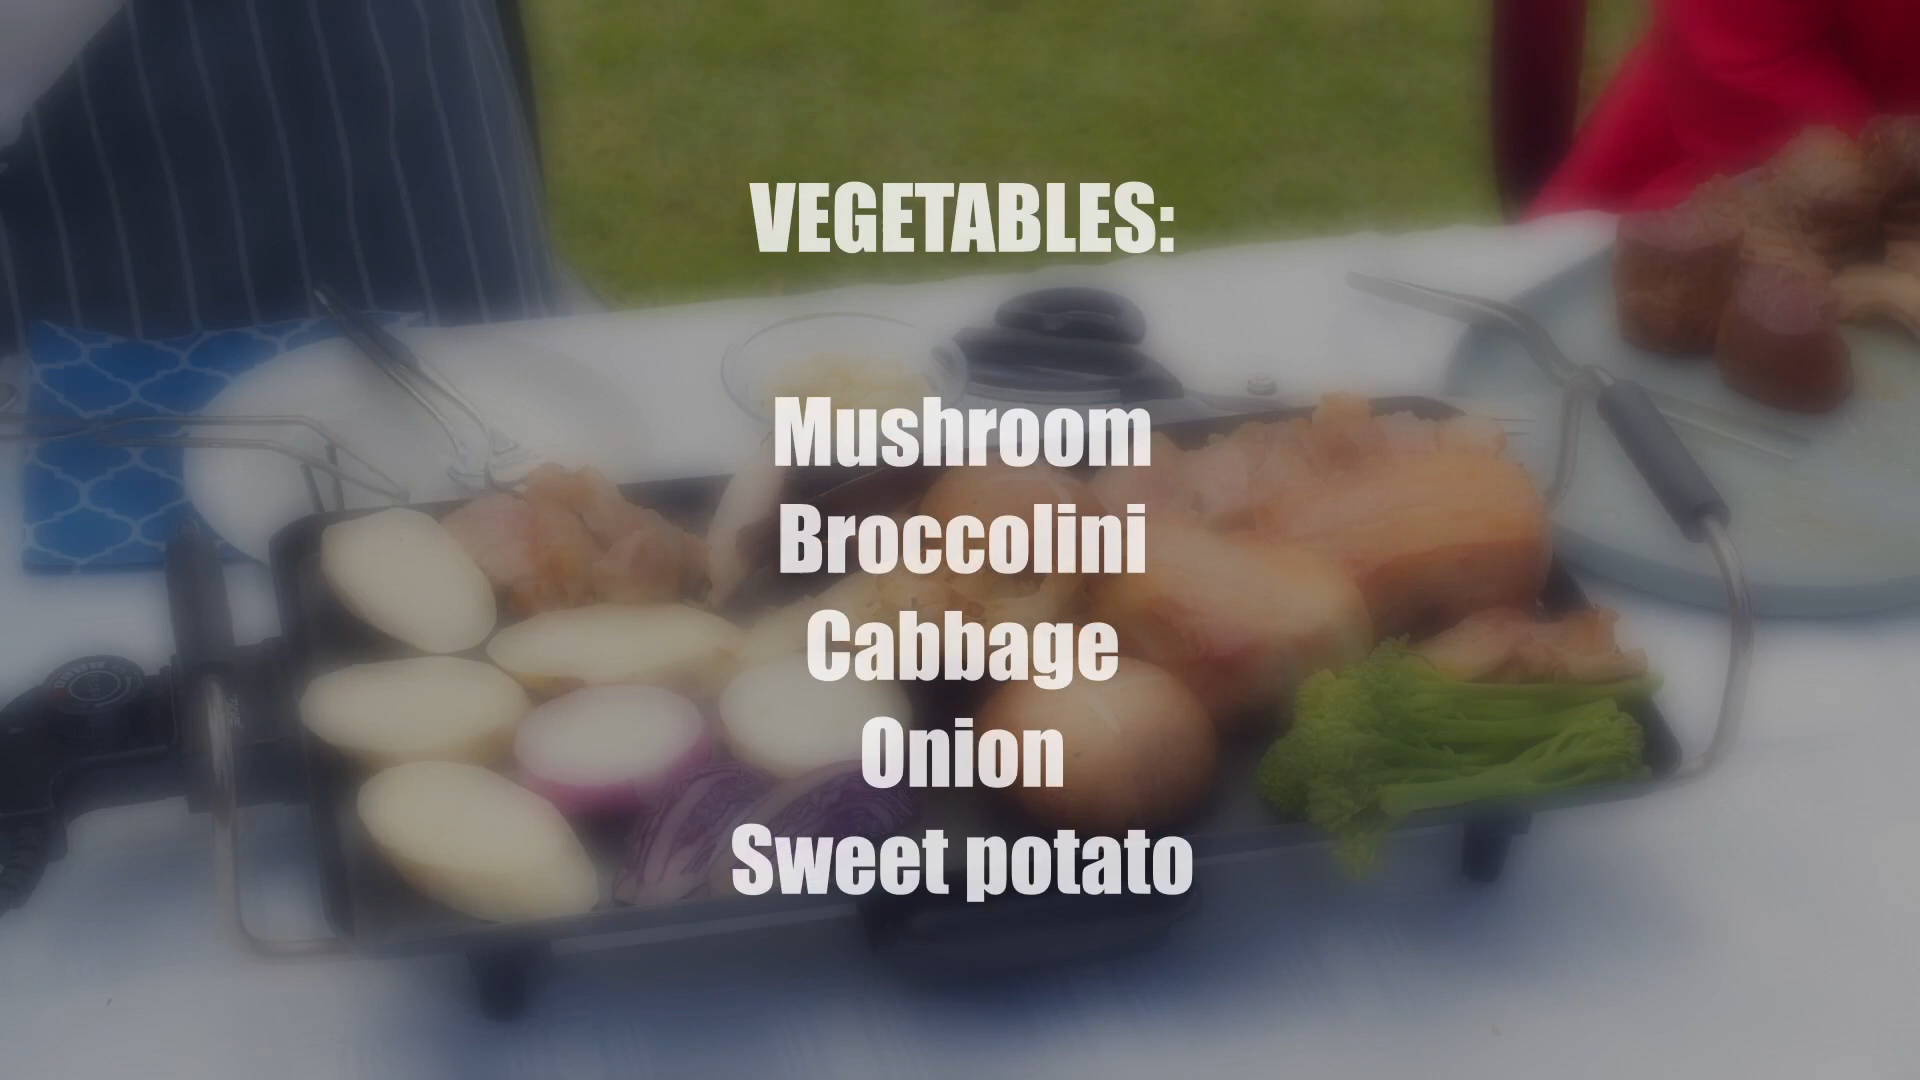 VEGETABLES:
Mushroom
Broccolini
Cabbage
Onion
Sweet potato